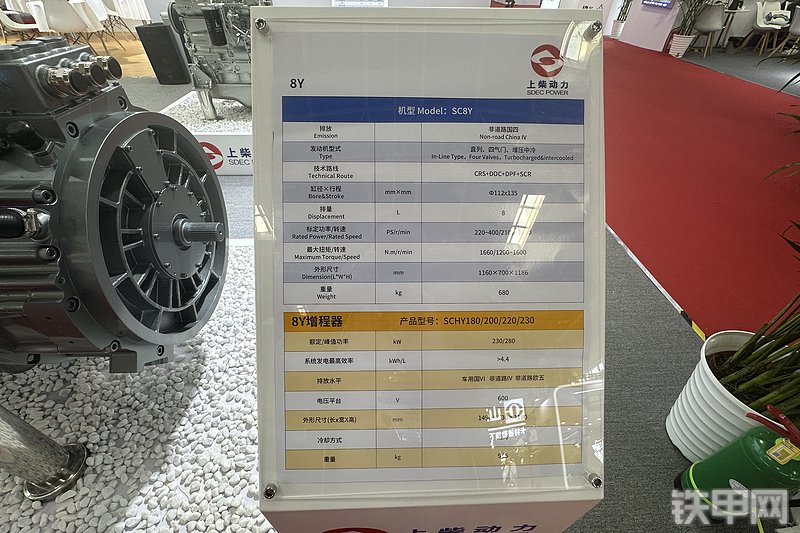 上柴动力
SDEC POWER
8Y
机型 Model: SC8Y
排放 非道路国四
Emission Non-road China IV
发动机型式 直列、四气门、增压中冷
Type In-Line Type, Four Valves, Turbocharged&intercooled
技术路线 CRS+DOC+DPF+SCR
Technical Route
缸径×行程 mm×mm Φ112x135
Bore&Stroke
排量 L 8
Displacement
标定功率/转速 PS/r/min 220~400/
Rated Power/Rated Speed
最大扭矩/转速 N.m/r/min 1660/1200~1600
Maximum Torque/Speed
外形尺寸 mm 1160×700×1186
Dimension(L*W*H)
重量 kg 680
Weight
8Y增程器 产品型号: SCHY180/200/220/230
额定/峰值功率 kW 230/280
系统发电最高效率 kWh/L >4.4
排放水平 车用国VI 非道路IV 非道路欧五
电压平台 V 600
外形尺寸(长x宽X高) mm
冷却方式
重量 kg
上柴动力
上柴
SDEC
铁甲网